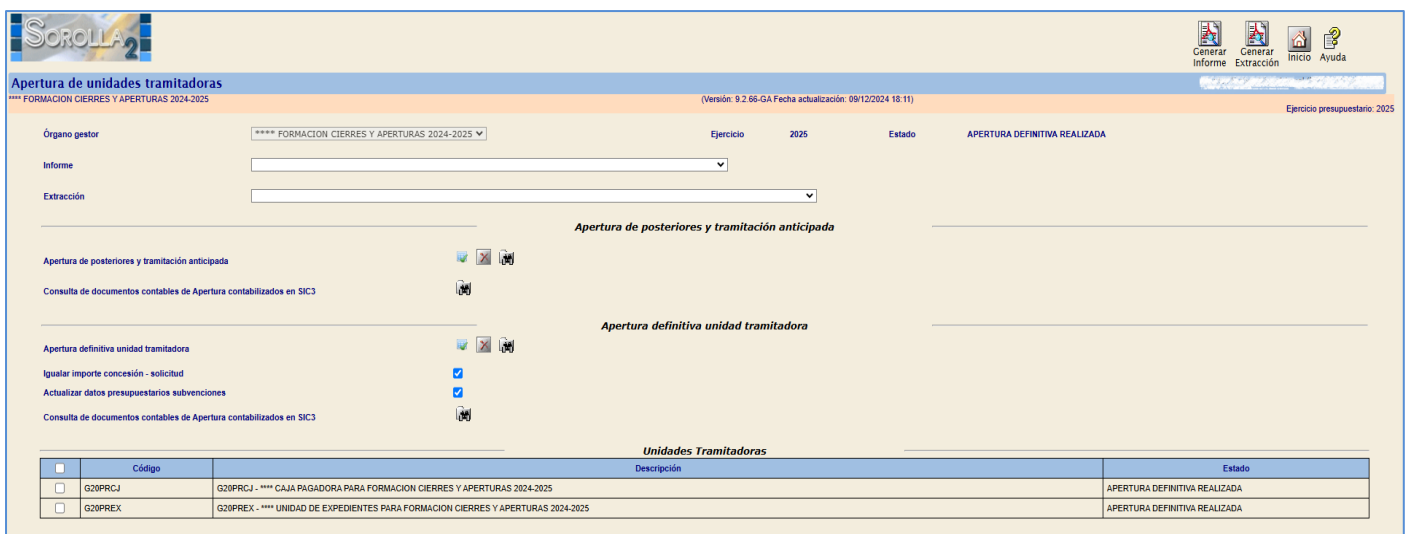 SOROLLA2
Generar Informe
Generar Extracción
Inicio
Ayuda
Apertura de unidades tramitadoras
**** FORMACION CIERRES Y APERTURAS 2024-2025
(Versión: 9.2.66-GA Fecha actualización: 09/12/2024 18:11)
Ejercicio presupuestario: 2025
Órgano gestor
**** FORMACION CIERRES Y APERTURAS 2024-2025
Ejercicio 2025 Estado APERTURA DEFINITIVA REALIZADA
Informe
Extracción
Apertura de posteriores y tramitación anticipada
Apertura de posteriores y tramitación anticipada
Consulta de documentos contables de Apertura contabilizados en SIC3
Apertura definitiva unidad tramitadora
Apertura definitiva unidad tramitadora
Igualar importe concesión - solicitud
Actualizar datos presupuestarios subvenciones
Consulta de documentos contables de Apertura contabilizados en SIC3
Unidades Tramitadoras
Código Descripción Estado
G20PRCJ G20PRCJ - **** CAJA PAGADORA PARA FORMACION CIERRES Y APERTURAS 2024-2025 APERTURA DEFINITIVA REALIZADA
G20PREX G20PREX - **** UNIDAD DE EXPEDIENTES PARA FORMACION CIERRES Y APERTURAS 2024-2025 APERTURA DEFINITIVA REALIZADA